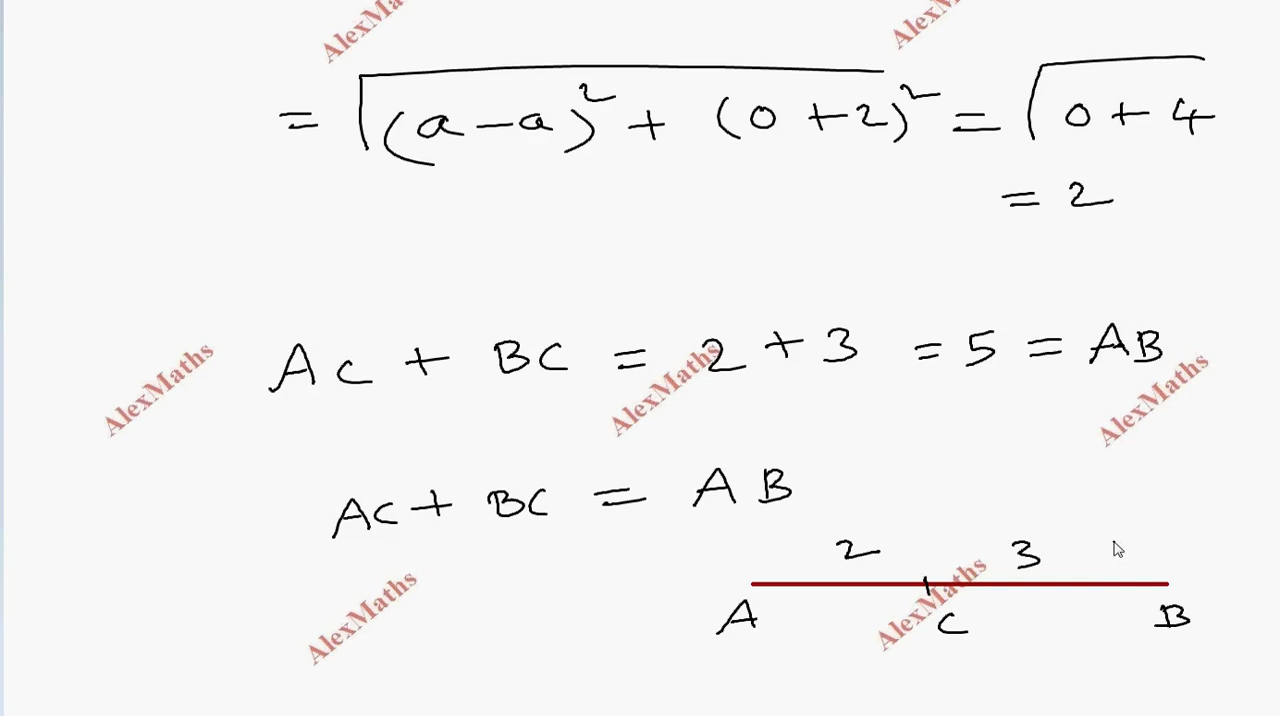 AlexMaths AlexMaths
= √(a - a)² + (0 + 2)² = √0 + 4
= 2
AC + BC = 2 + 3 = 5 = AB
AlexMaths AlexMaths AlexMaths
AC + BC = AB
2 3
AlexMaths AlexMaths
A C B